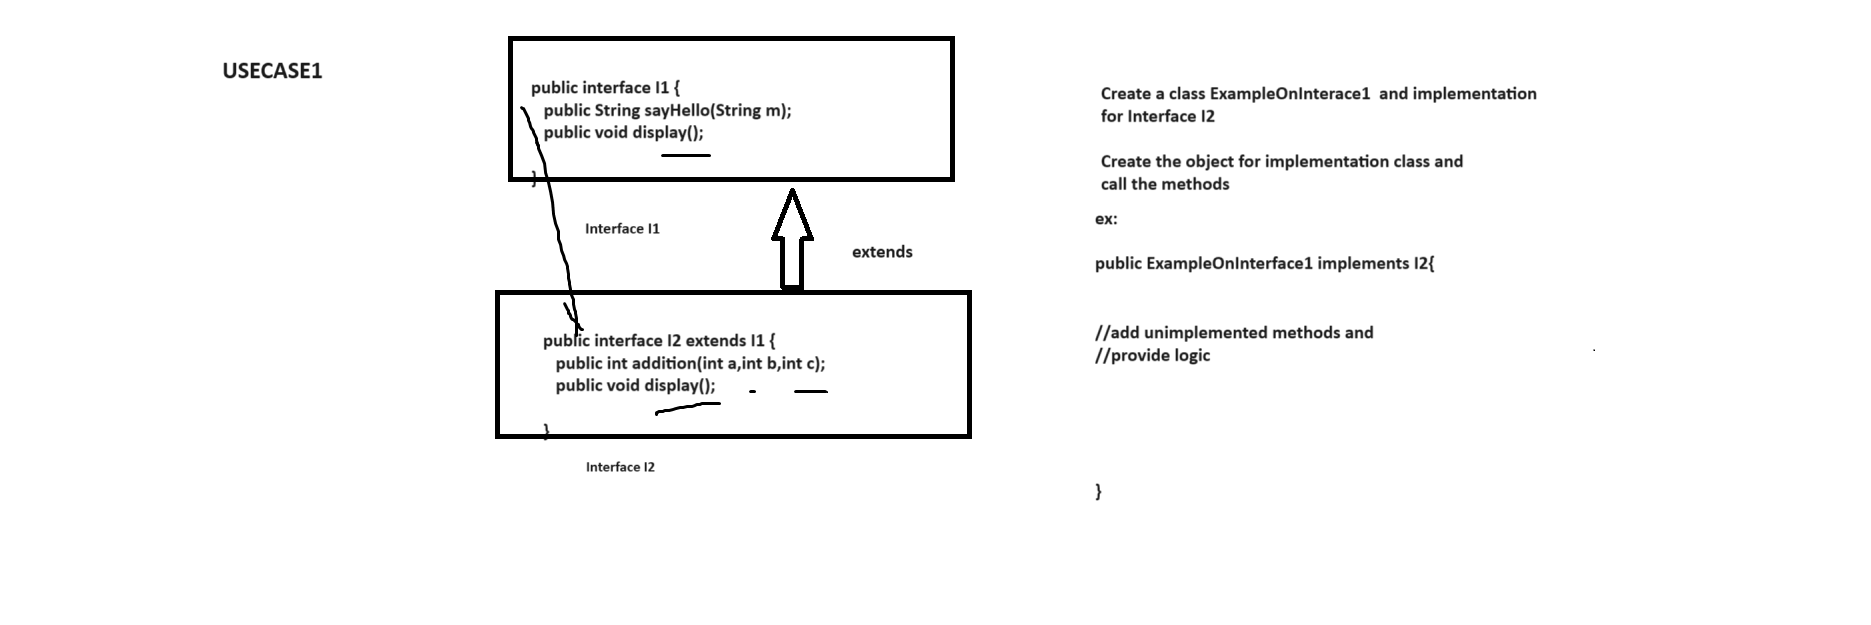 USECASE1
public interface I1 {
public String sayHello(String m);
public void display();
}
Interface I1
extends
public interface I2 extends I1 {
public int addition(int a,int b,int c);
public void display();
}
Interface I2
Create a class ExampleOnInterace1 and implementation
for Interface I2
Create the object for implementation class and
call the methods
ex:
public ExampleOnInterface1 implements I2{
//add unimplemented methods and
//provide logic
}